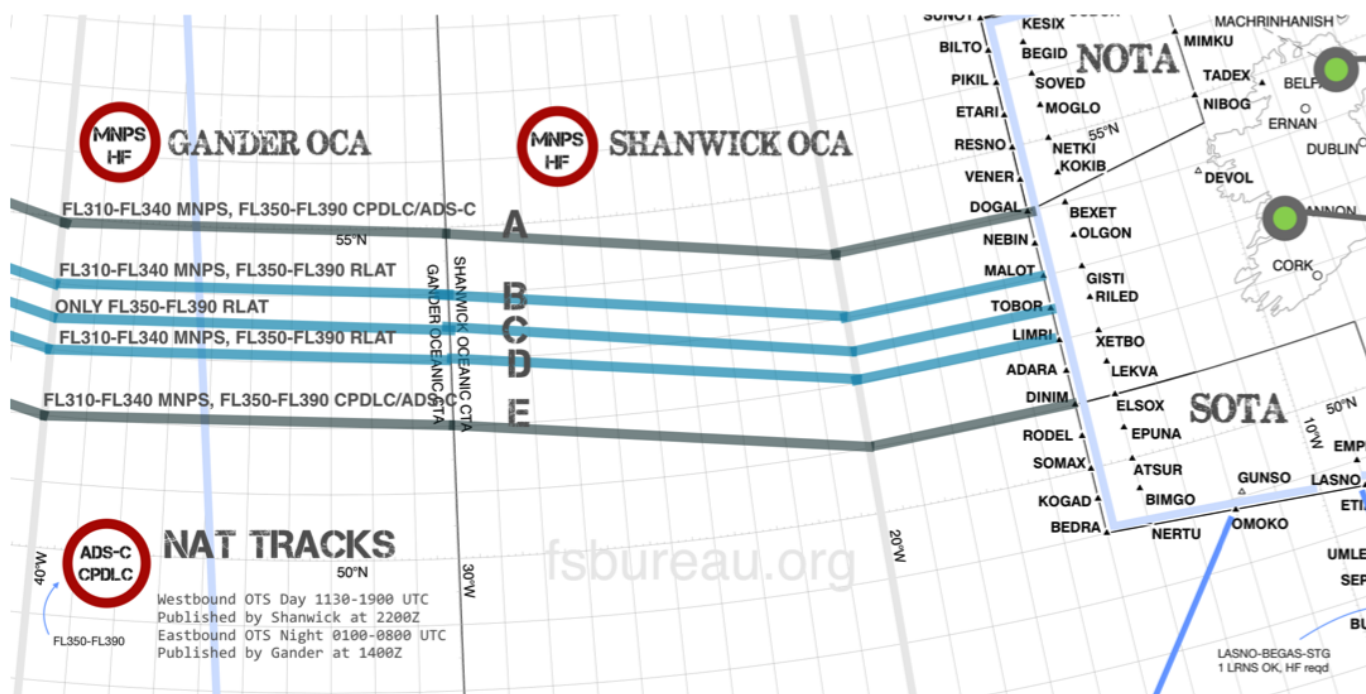 SUNOT
KESIX
MACHRINHANISH
BILTO
BEGID
NOTA
MIMKU
PIKIL
SOVED
TADEX
BELFA
ETARI
MOGLO
NIBOG
ERNAN
MNPS
HF
GANDER OCA
MNPS
HF
SHANWICK OCA
RESNO
NETKI
55°N
DUBLIN
KOKIB
VENER
DEVOL
FL310-FL340 MNPS, FL350-FL390 CPDLC/ADS-C
A
DOGAL
BEXET
ANNON
55°N
NEBIN
OLGON
FL310-FL340 MNPS, FL350-FL390 RLAT
MALOT
GISTI
CORK
B
RILED
ONLY FL350-FL390 RLAT
TOBOR
C
FL310-FL340 MNPS, FL350-FL390 RLAT
LIMRI
XETBO
D
ADARA
LEKVA
GANDER OCEANIC CTA
SHANWICK OCEANIC CTA
FL310-FL340 MNPS, FL350-FL390 CPDLC/ADS-C
E
DINIM
ELSOX
SOTA
50°N
10°W
RODEL
EPUNA
EMP
SOMAX
ATSUR
GUNSO
LASNO
KOGAD
BIMGO
ETI
BEDRA
NERTU
OMOKO
ADS-C
CPDLC
NAT TRACKS
fsbureau.org
40°W
50°N
30°W
20°W
UMLE
SEP
Westbound OTS Day 1130-1900 UTC
Published by Shanwick at 2200Z
Eastbound OTS Night 0100-0800 UTC
Published by Gander at 1400Z
FL350-FL390
BU
LASNO-BEGAS-STG
1 LRNS OK, HF reqd